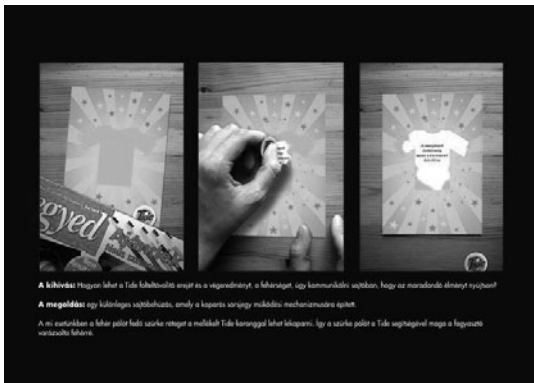 egyed
A kihívás: Hogyan lehet a Tide folteltávolító erejét és a végeredményt, a fehérséget, úgy kommunikálni sajtóban, hogy az maradandó élményt nyújtson?
A megoldás: egy különleges sajtóbehúzás, amely a kaparós sorsjegy működési mechanizmusára épített.
A mi esetünkben a fehér pólót fedő szürke réteget a mellékelt Tide-koronggal lehet lekaparni. Így a szürke pólót a Tide segítségével maga a fogyasztó
varázsolta fehérré.